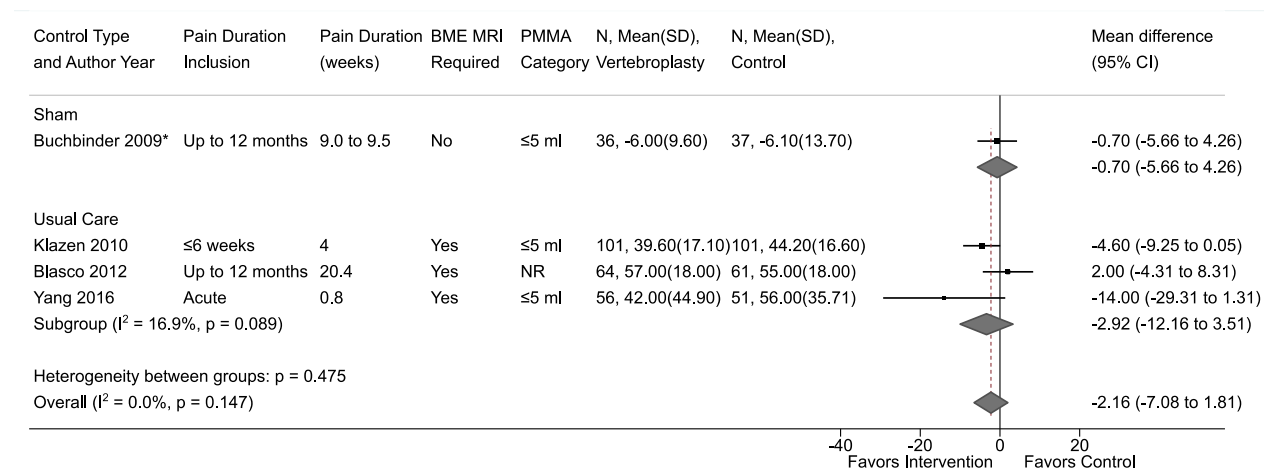 Control Type Pain Duration Pain Duration BME MRI PMMA N, Mean(SD), N, Mean(SD), Mean difference
and Author Year Inclusion (weeks) Required Category Vertebroplasty Control (95% CI)
Sham
Buchbinder 2009* Up to 12 months 9.0 to 9.5 No ≤5 ml 36, -6.00(9.60) 37, -6.10(13.70) -0.70 (-5.66 to 4.26)
-0.70 (-5.66 to 4.26)
Usual Care
Klazen 2010 ≤6 weeks 4 Yes ≤5 ml 101, 39.60(17.10) 101, 44.20(16.60) -4.60 (-9.25 to 0.05)
Blasco 2012 Up to 12 months 20.4 Yes NR 64, 57.00(18.00) 61, 55.00(18.00) 2.00 (-4.31 to 8.31)
Yang 2016 Acute 0.8 Yes ≤5 ml 56, 42.00(44.90) 51, 56.00(35.71) -14.00 (-29.31 to 1.31)
Subgroup (I² = 16.9%, p = 0.089) -2.92 (-12.16 to 3.51)
Heterogeneity between groups: p = 0.475
Overall (I² = 0.0%, p = 0.147) -2.16 (-7.08 to 1.81)
-40 -20 0 20
Favors Intervention Favors Control